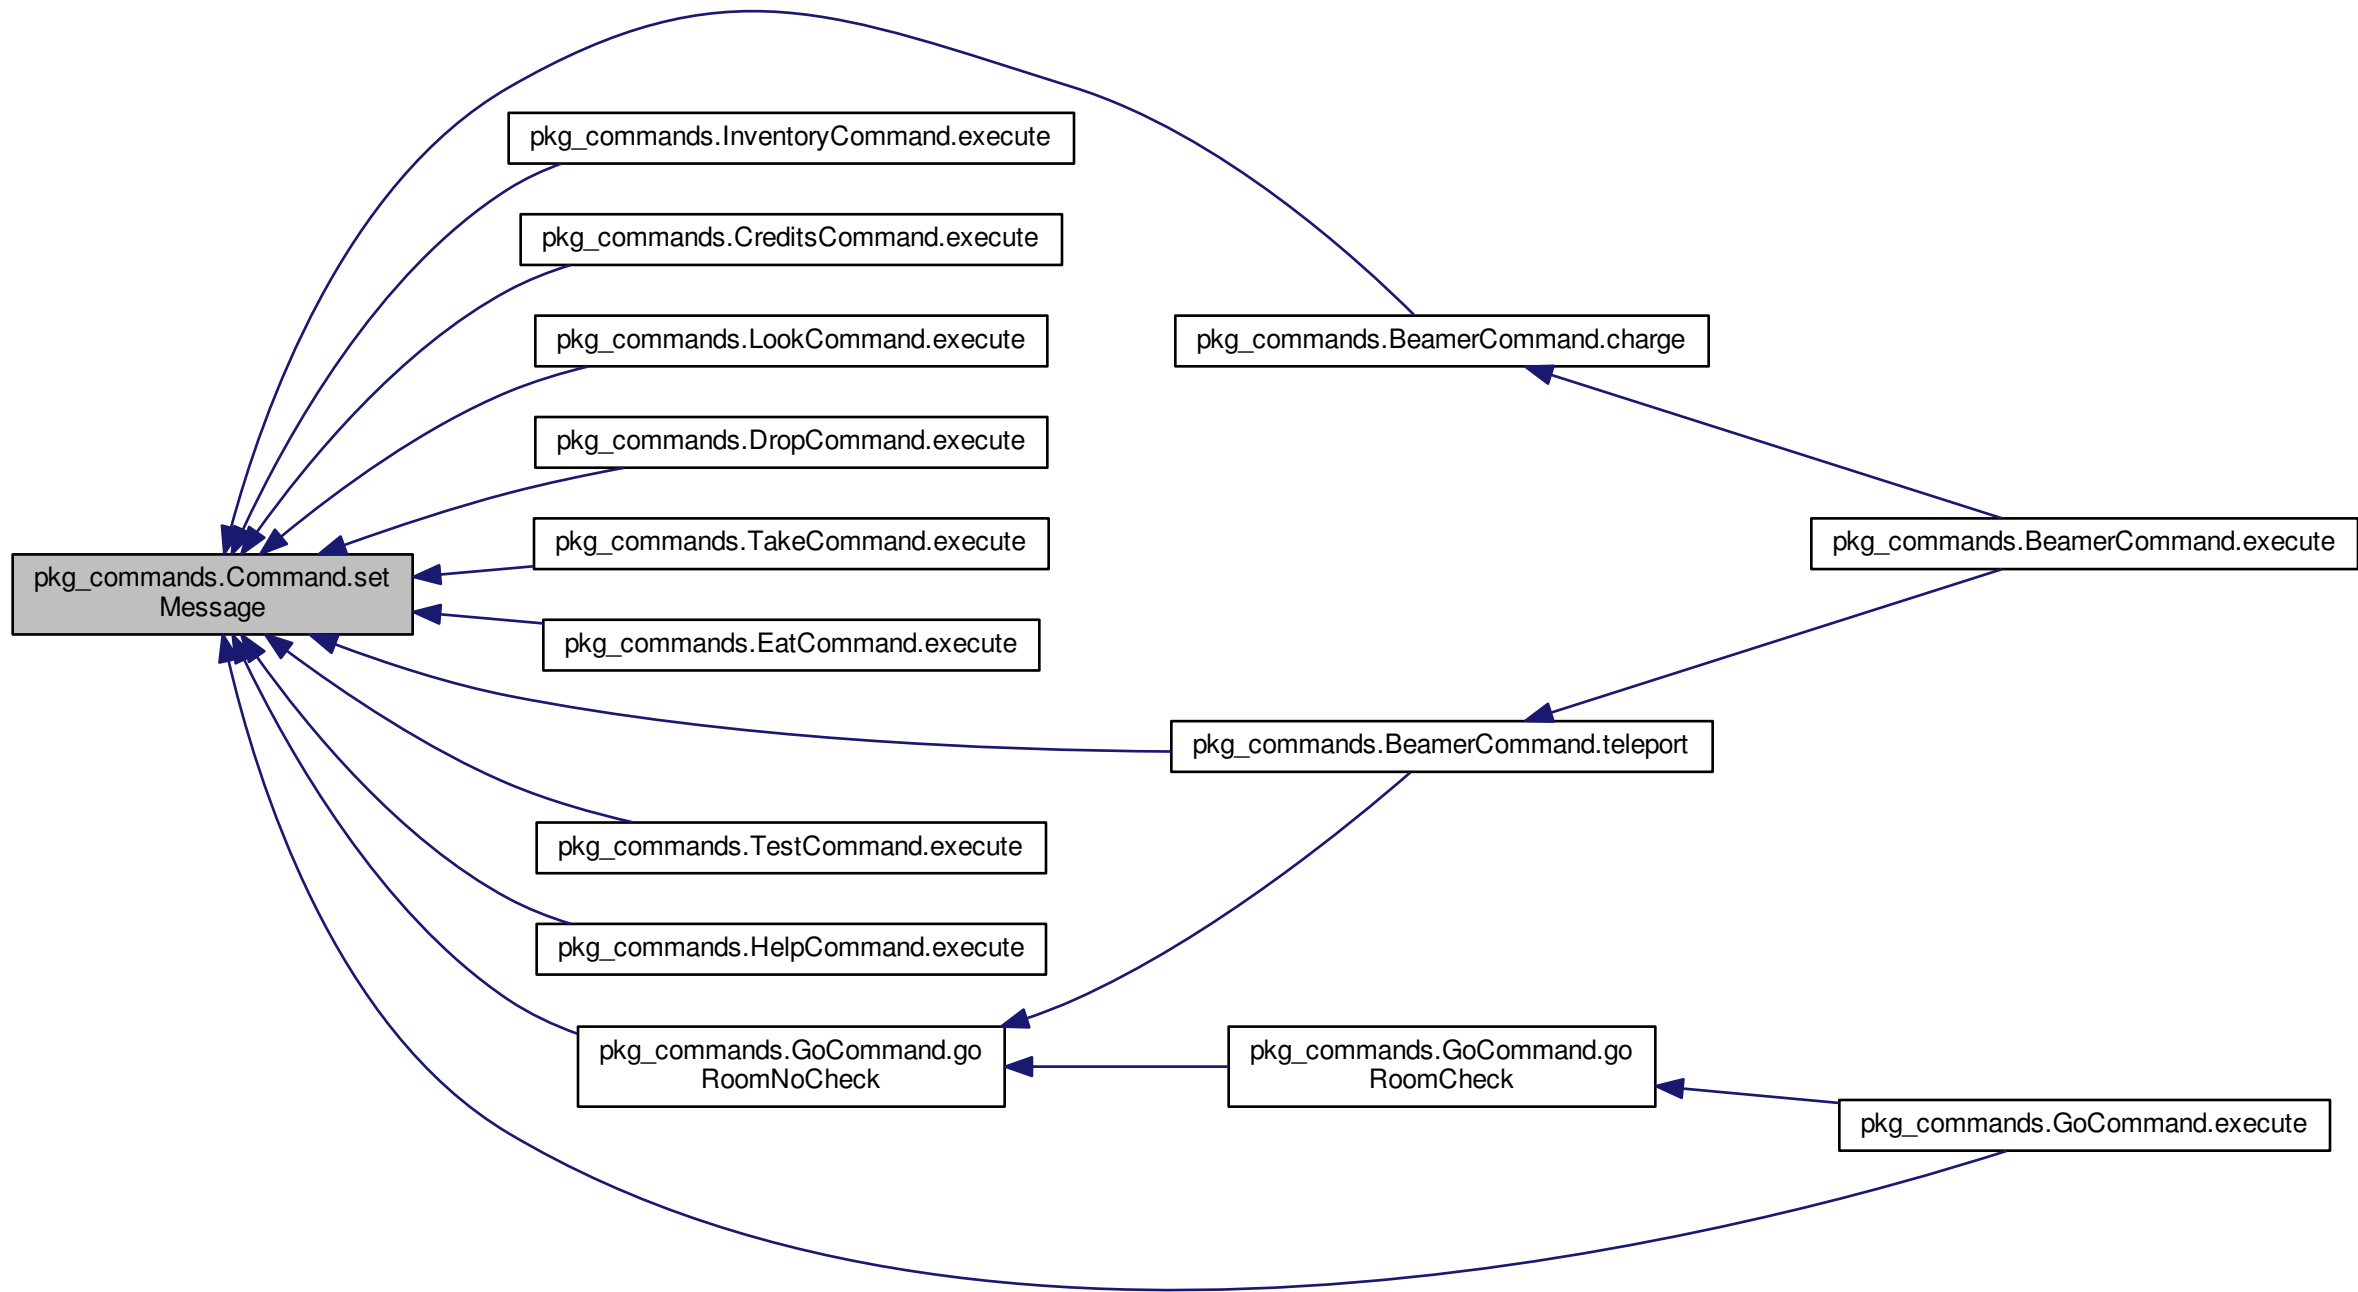 pkg_commands.InventoryCommand.execute
pkg_commands.CreditsCommand.execute
pkg_commands.LookCommand.execute
pkg_commands.BeamerCommand.charge
pkg_commands.DropCommand.execute
pkg_commands.TakeCommand.execute
pkg_commands.BeamerCommand.execute
pkg_commands.Command.set
Message
pkg_commands.EatCommand.execute
pkg_commands.BeamerCommand.teleport
pkg_commands.TestCommand.execute
pkg_commands.HelpCommand.execute
pkg_commands.GoCommand.go
RoomNoCheck
pkg_commands.GoCommand.go
RoomCheck
pkg_commands.GoCommand.execute